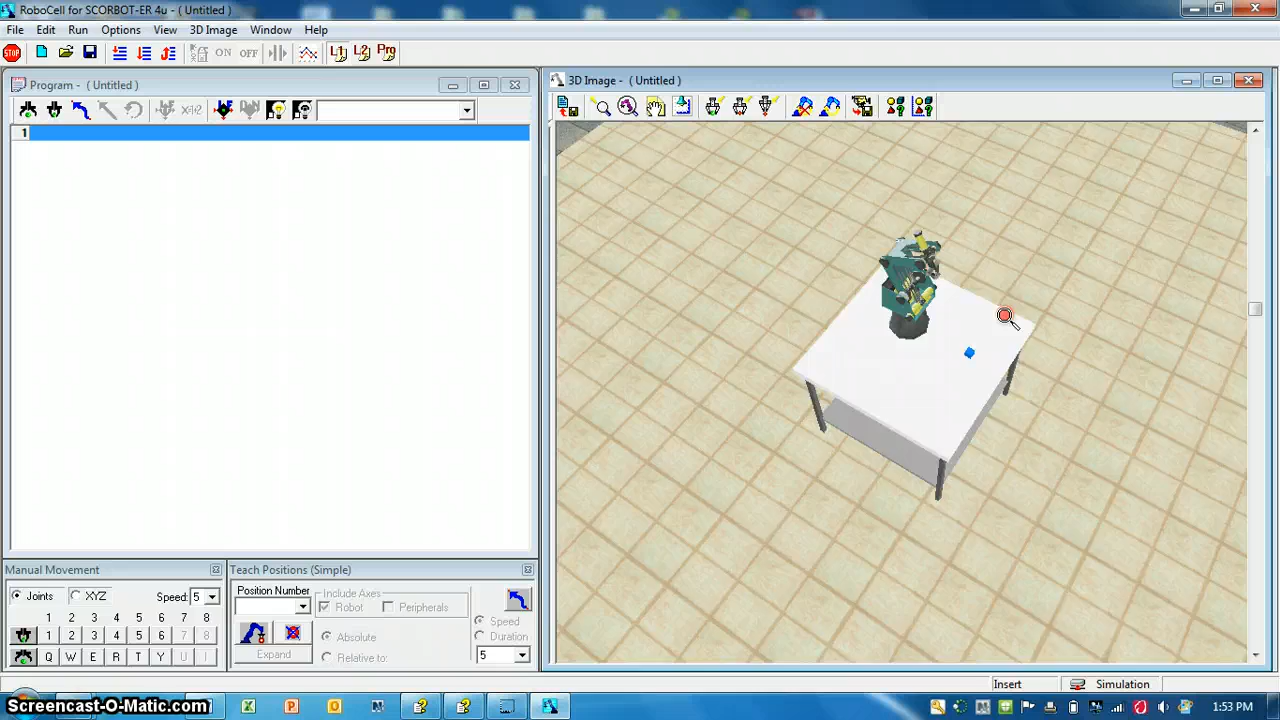 RoboCell for SCORBOT-ER 4u - (Untitled )
File Edit Run Options View 3D Image Window Help
STOP ON OFF L1 L2 Prg
Program - (Untitled )
3D Image - ( Untitled )
1
Manual Movement
Joints XYZ Speed: 5
1 2 3 4 5 6 7 8
1 2 3 4 5 6 7 8
Q W E R T Y U I
Teach Positions (Simple)
Position Number
Include Axes
Robot Peripherals
Absolute
Relative to:
Expand
Speed
Duration
5
Insert Simulation
Screencast-O-Matic.com
1:53 PM